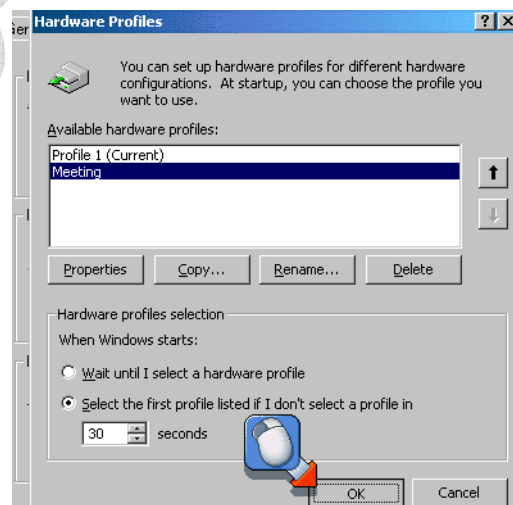 Hardware Profiles
You can set up hardware profiles for different hardware
configurations. At startup, you can choose the profile you
want to use.
Available hardware profiles:
Profile 1 (Current)
Meeting
Properties
Copy...
Rename...
Delete
Hardware profiles selection
When Windows starts:
Wait until I select a hardware profile
Select the first profile listed if I don't select a profile in
30 seconds
OK
Cancel